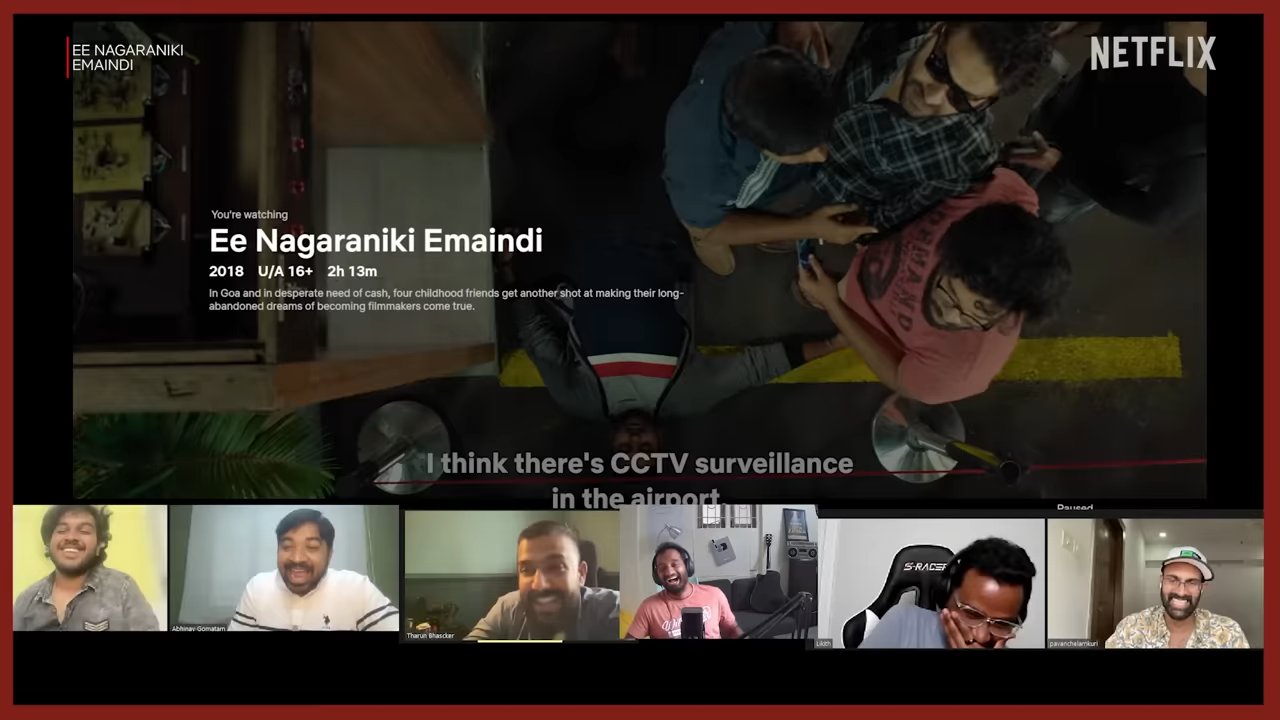 EE NAGARANIKI
EMAINDI
NETFLIX
You're watching
Ee Nagaraniki Emaindi
2018 U/A 16+ 2h 13m
In Goa and in desperate need of cash, four childhood friends get another shot at making their long-
abandoned dreams of becoming filmmakers come true.
I think there's CCTV surveillance
in the airport.
Paused
S-RACER
Abhinav Gomatam
Tharun Bhascker
Likith
pavanchelamkuri